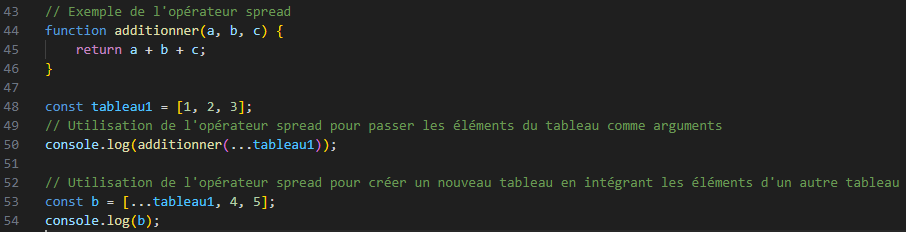 43 // Exemple de l'opérateur spread
44 function additionner(a, b, c) {
45     return a + b + c;
46 }
47
48 const tableau1 = [1, 2, 3];
49 // Utilisation de l'opérateur spread pour passer les éléments du tableau comme arguments
50 console.log(additionner(...tableau1));
51
52 // Utilisation de l'opérateur spread pour créer un nouveau tableau en intégrant les éléments d'un autre tableau
53 const b = [...tableau1, 4, 5];
54 console.log(b);